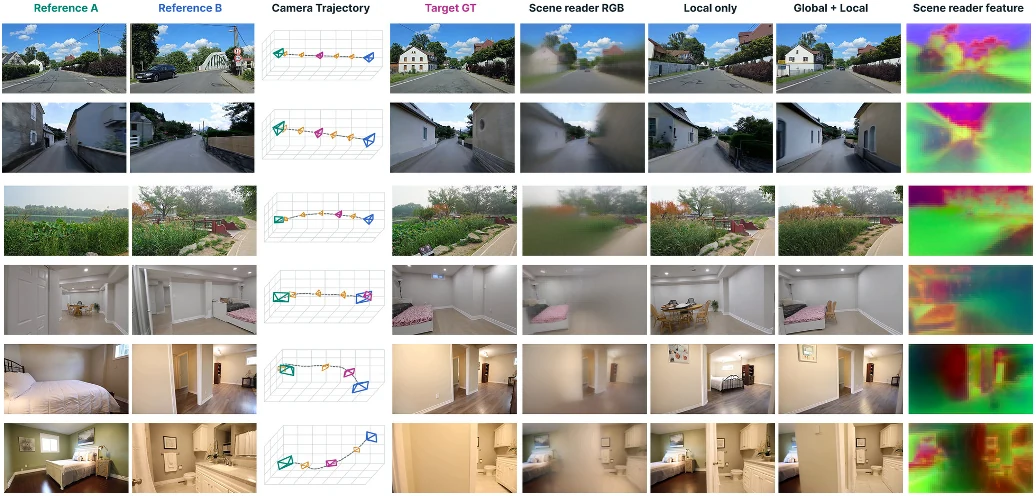 Reference A
Reference B
Camera Trajectory
Target GT
Scene reader RGB
Local only
Global + Local
Scene reader feature